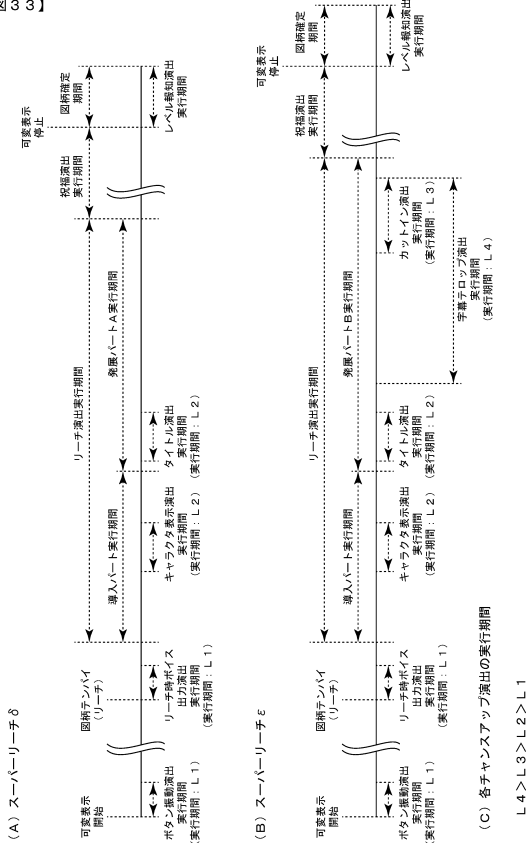 図３３】
（A）スーパーリーチδ
可変表示
開始
図柄テンパイ
（リーチ）
リーチ演出実行期間
導入パート実行期間
発展パートA実行期間
祝福演出
実行期間
可変表示
停止
図柄確定
期間
ボタン振動演出
実行期間
（実行期間：L１）
リーチ時ボイス
出力演出
実行期間
（実行期間：L１）
キャラクタ表示演出
実行期間
（実行期間：L２）
タイトル演出
実行期間
（実行期間：L２）
レベル報知演出
実行期間
（B）スーパーリーチε
可変表示
開始
図柄テンパイ
（リーチ）
リーチ演出実行期間
導入パート実行期間
発展パートB実行期間
祝福演出
実行期間
可変表示
停止
図柄確定
期間
ボタン振動演出
実行期間
（実行期間：L１）
リーチ時ボイス
出力演出
実行期間
（実行期間：L１）
キャラクタ表示演出
実行期間
（実行期間：L２）
タイトル演出
実行期間
（実行期間：L２）
カットイン演出
実行期間
（実行期間：L３）
字幕テロップ演出
実行期間
（実行期間：L４）
レベル報知演出
実行期間
（C）各チャンスアップ演出の実行期間
L４＞L３＞L２＞L１